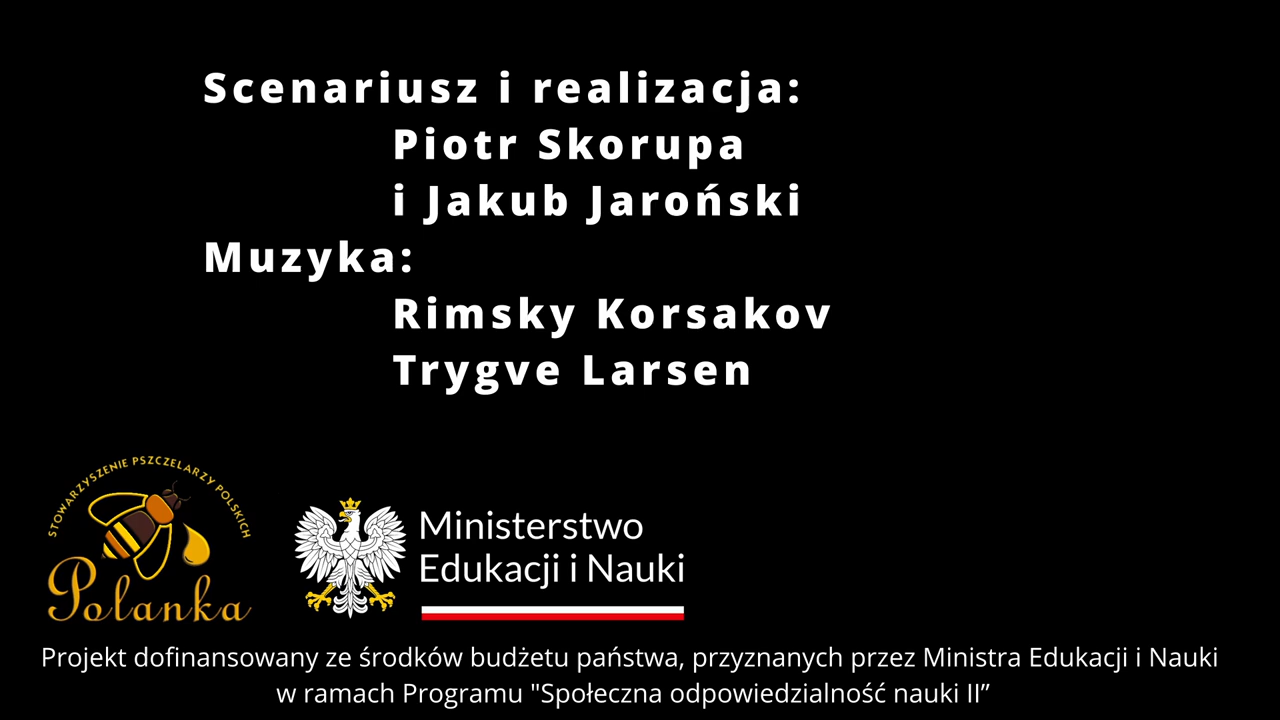 Scenariusz i realizacja:
Piotr Skorupa
i Jakub Jaroński
Muzyka:
Rimsky Korsakov
Trygve Larsen
STOWARZYSZENIE PSZCZELARZY POLSKICH
Polanka
Ministerstwo
Edukacji i Nauki
Projekt dofinansowany ze środków budżetu państwa, przyznanych przez Ministra Edukacji i Nauki
w ramach Programu "Społeczna odpowiedzialność nauki II”